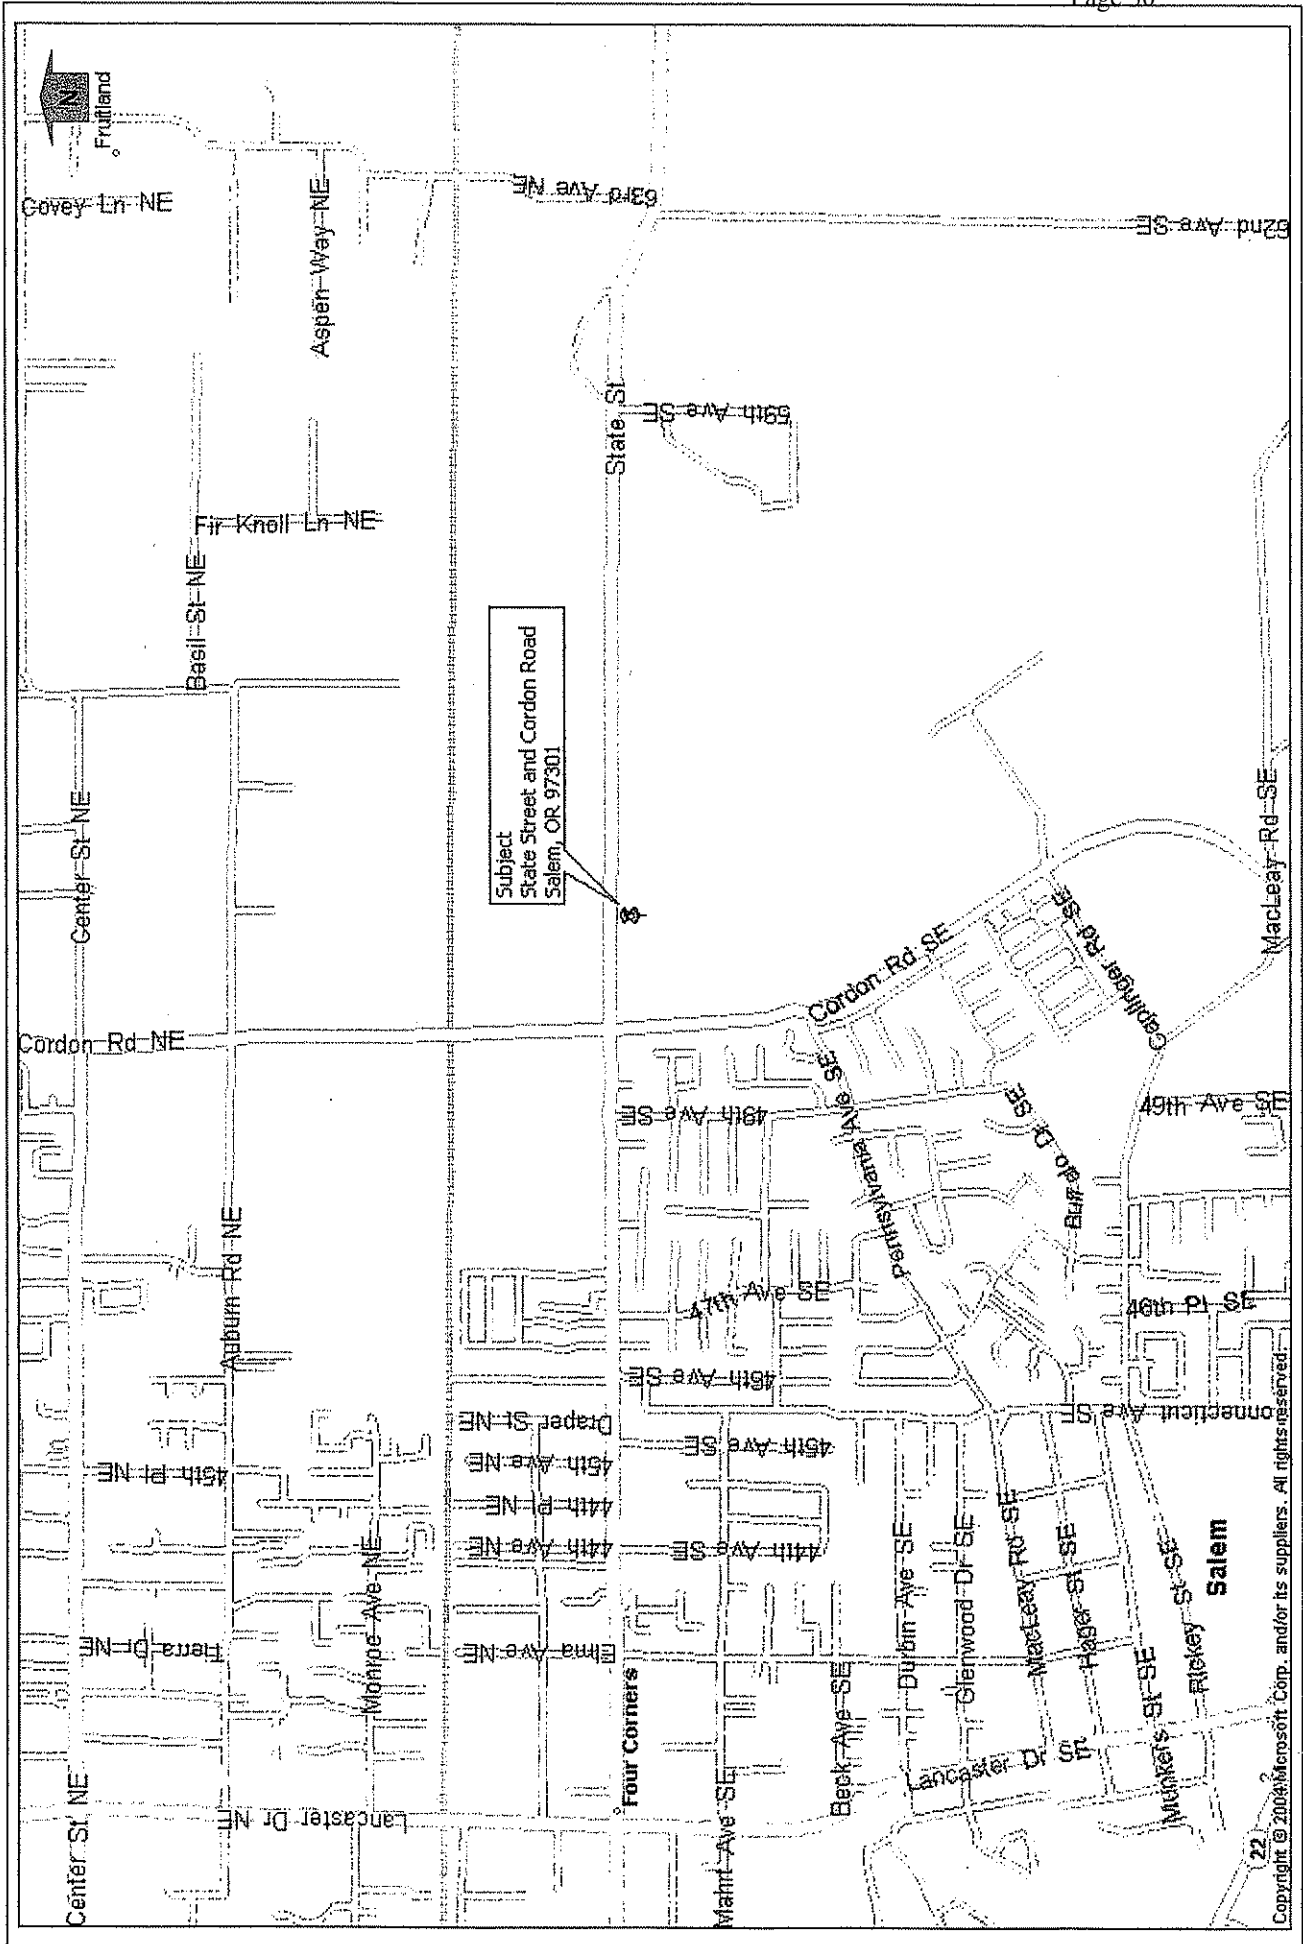 N
Fruitland
Covey Ln NE
Aspen Way NE
63rd Ave NE
62nd Ave SE
State St
59th Ave SE
Fir Knoll Ln NE
Basil St NE
Subject
State Street and Cordon Road
Salem, OR 97301
Center St NE
Cordon Rd NE
Cordon Rd SE
Caplinger Rd SE
MacLeay Rd SE
49th Ave SE
Pennsylvania Ave SE
Buffalo Dr SE
49th Ave SE
Auburn Rd NE
47th Ave SE
46th Pl SE
46th Ave SE
onnecticut Ave SE
Draper St NE
45th Ave SE
45th Pl NE
45th Ave NE
44th Pl NE
44th Ave NE
44th Ave SE
Monroe Ave NE
Tierra Dr NE
Elma Ave NE
Durbin Ave SE
Glenwood Dr SE
MacLeay Rd SE
Hager St SE
Munkers St SE
Rickey St SE
Salem
Four Corners
Beck Ave SE
Lancaster Dr SE
Lancaster Dr NE
Center St NE
Mahrt Ave SE
22
Copyright © 2004 Microsoft Corp. and/or its suppliers. All rights reserved.